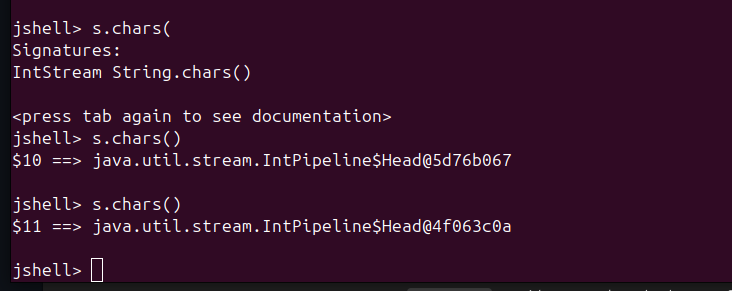 jshell> s.chars(
Signatures:
IntStream String.chars()
<press tab again to see documentation>
jshell> s.chars()
$10 ==> java.util.stream.IntPipeline$Head@5d76b067
jshell> s.chars()
$11 ==> java.util.stream.IntPipeline$Head@4f063c0a
jshell>